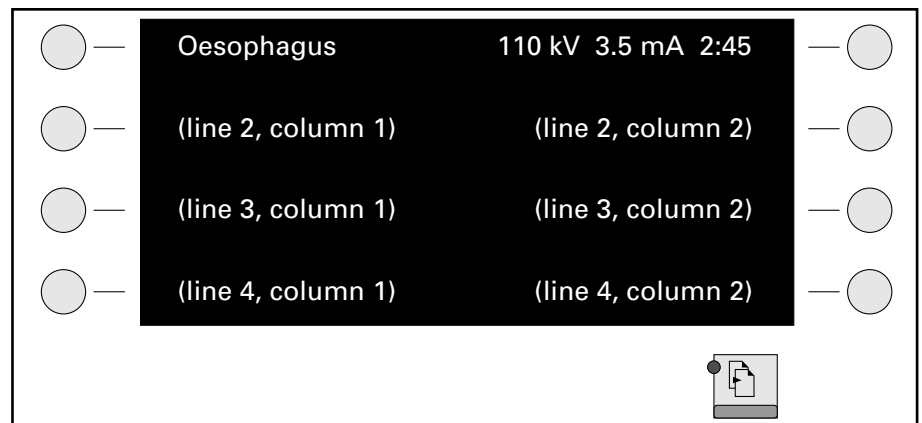 Oesophagus 110 kV 3.5 mA 2:45
(line 2, column 1) (line 2, column 2)
(line 3, column 1) (line 3, column 2)
(line 4, column 1) (line 4, column 2)